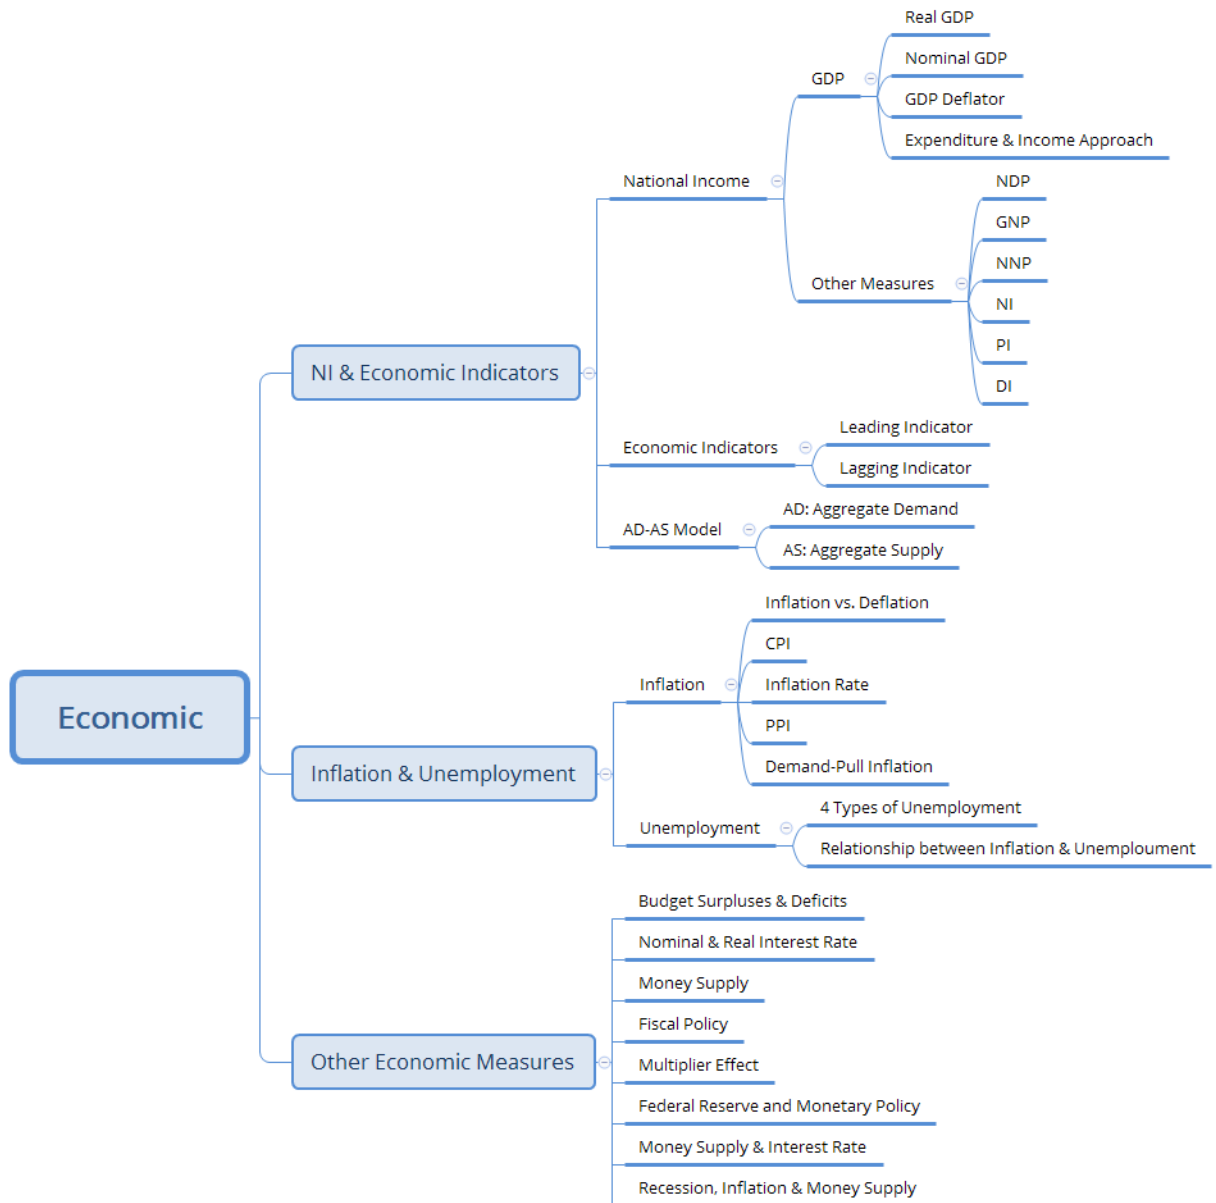 Economic
NI & Economic Indicators
National Income
GDP
Real GDP
Nominal GDP
GDP Deflator
Expenditure & Income Approach
Other Measures
NDP
GNP
NNP
NI
PI
DI
Economic Indicators
Leading Indicator
Lagging Indicator
AD-AS Model
AD: Aggregate Demand
AS: Aggregate Supply
Inflation & Unemployment
Inflation
Inflation vs. Deflation
CPI
Inflation Rate
PPI
Demand-Pull Inflation
Unemployment
4 Types of Unemployment
Relationship between Inflation & Unemploument
Other Economic Measures
Budget Surpluses & Deficits
Nominal & Real Interest Rate
Money Supply
Fiscal Policy
Multiplier Effect
Federal Reserve and Monetary Policy
Money Supply & Interest Rate
Recession, Inflation & Money Supply